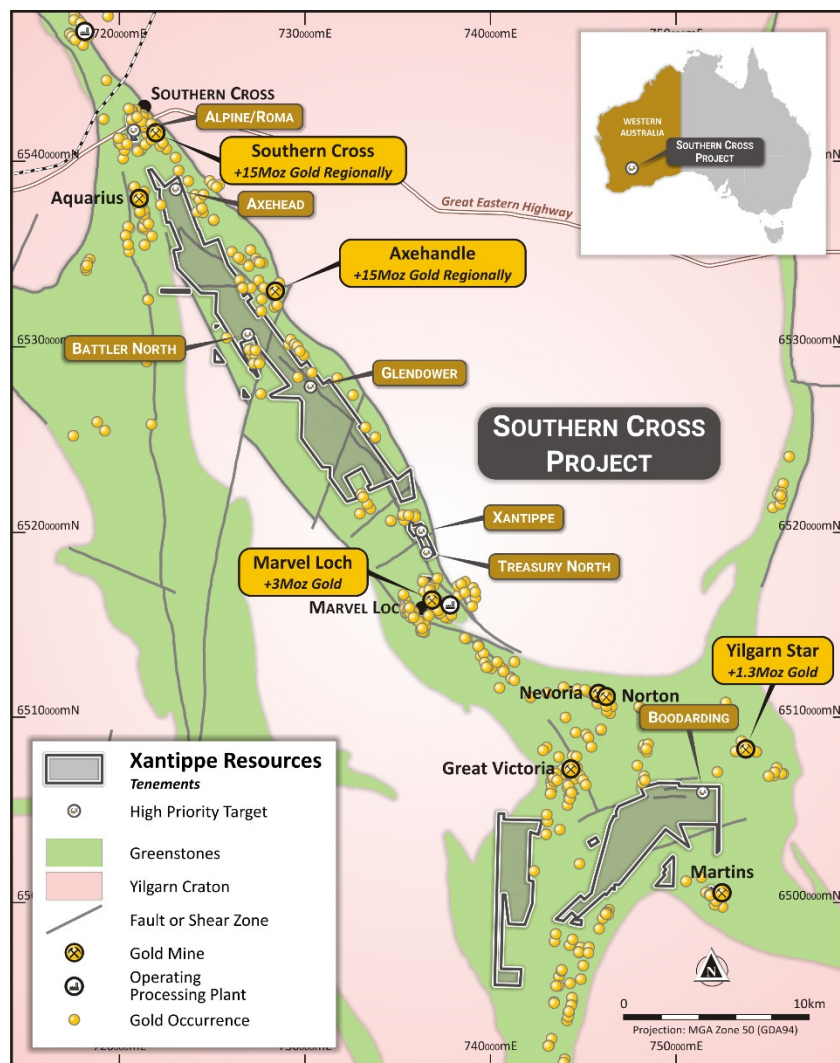 720000mE
730000mE
740000mE
750000mE
SOUTHERN CROSS
ALPINE/ROMA
Southern Cross
+15Moz Gold Regionally
6540000mN
6540000mN
Aquarius
AXEHEAD
Great Eastern Highway
WESTERN
AUSTRALIA
SOUTHERN CROSS
PROJECT
Axehandle
+15Moz Gold Regionally
6530000mN
6530000mN
BATTLER NORTH
GLENDOWER
SOUTHERN CROSS
PROJECT
XANTIPPE
6520000mN
6520000mN
TREASURY NORTH
Marvel Loch
+3Moz Gold
MARVEL LOC
Yilgarn Star
+1.3Moz Gold
Nevoria
Norton
6510000mN
6510000mN
BOODARDING
Great Victoria
Martins
6500000mN
Xantippe Resources
Tenements
High Priority Target
Greenstones
Yilgarn Craton
Fault or Shear Zone
Gold Mine
Operating
Processing Plant
Gold Occurrence
N
0
10km
Projection: MGA Zone 50 (GDA94)
740000mE
750000mE